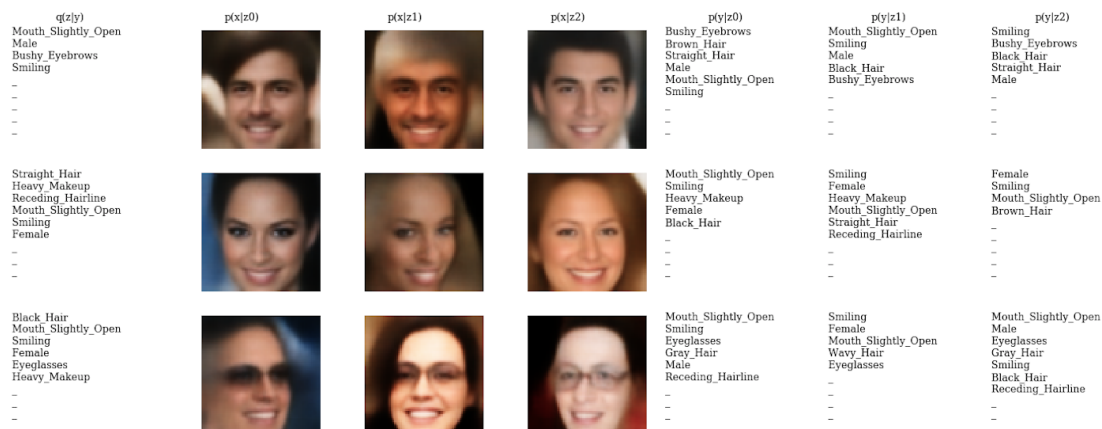 q(z|y) p(x|z0) p(x|z1) p(x|z2) p(y|z0) p(y|z1) p(y|z2)
Mouth_Slightly_Open
Male
Bushy_Eyebrows
Smiling
_
_
_
_
_
Bushy_Eyebrows
Brown_Hair
Straight_Hair
Male
Mouth_Slightly_Open
Smiling
_
_
_
Mouth_Slightly_Open
Smiling
Male
Black_Hair
Bushy_Eyebrows
_
_
_
_
Smiling
Bushy_Eyebrows
Black_Hair
Straight_Hair
Male
_
_
_
_
Straight_Hair
Heavy_Makeup
Receding_Hairline
Mouth_Slightly_Open
Smiling
Female
_
_
_
Mouth_Slightly_Open
Smiling
Heavy_Makeup
Female
Black_Hair
_
_
_
_
Smiling
Female
Heavy_Makeup
Mouth_Slightly_Open
Straight_Hair
Receding_Hairline
_
_
_
Female
Smiling
Mouth_Slightly_Open
Brown_Hair
_
_
_
_
_
Black_Hair
Mouth_Slightly_Open
Smiling
Female
Eyeglasses
Heavy_Makeup
_
_
_
Mouth_Slightly_Open
Smiling
Eyeglasses
Gray_Hair
Male
Receding_Hairline
_
_
_
Smiling
Female
Mouth_Slightly_Open
Wavy_Hair
Eyeglasses
_
_
_
_
Mouth_Slightly_Open
Male
Eyeglasses
Gray_Hair
Smiling
Black_Hair
Receding_Hairline
_
_